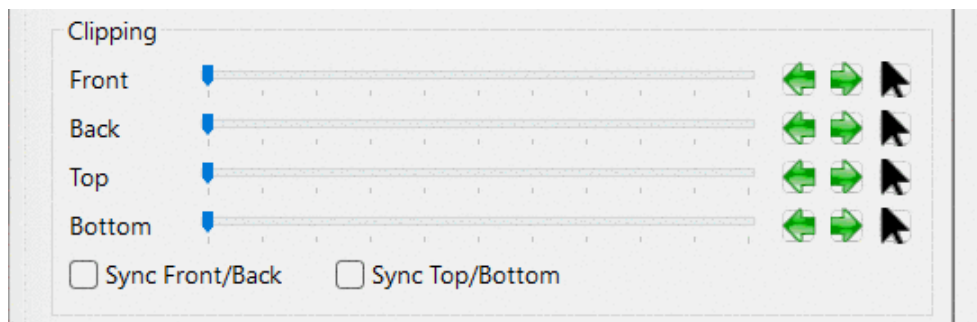 Clipping
Front
Back
Top
Bottom
Sync Front/Back Sync Top/Bottom